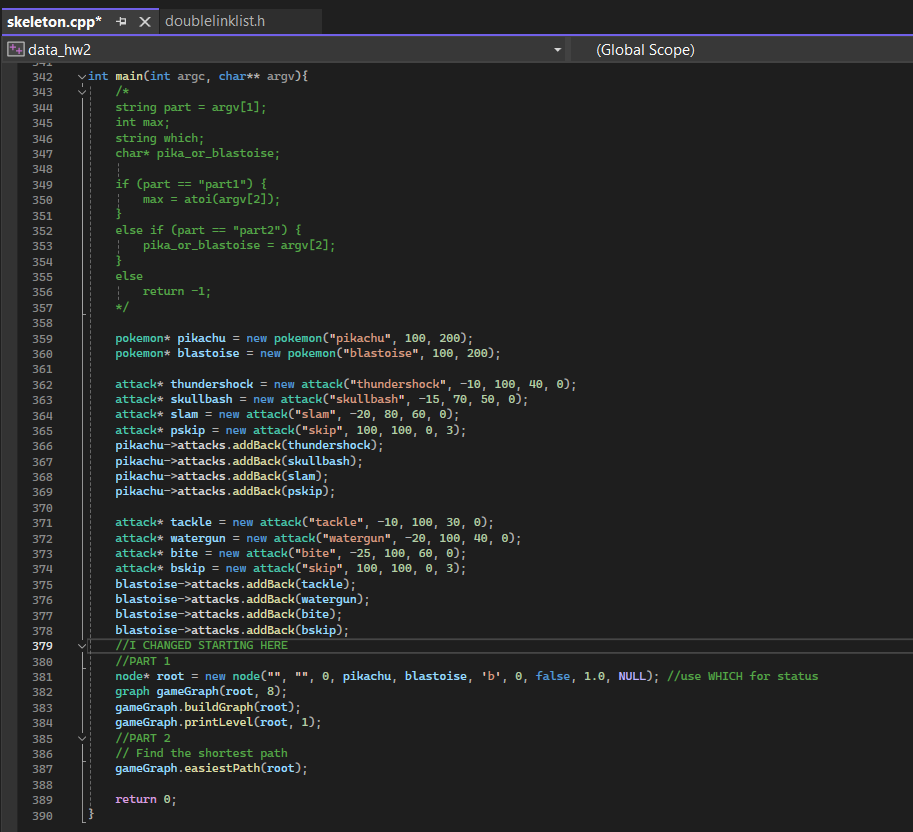 skeleton.cpp*
doublelinklist.h
data_hw2
(Global Scope)
341
342 int main(int argc, char** argv){
343 /*
344 string part = argv[1];
345 int max;
346 string which;
347 char* pika_or_blastoise;
348
349 if (part == "part1") {
350 max = atoi(argv[2]);
351 }
352 else if (part == "part2") {
353 pika_or_blastoise = argv[2];
354 }
355 else
356 return -1;
357 */
358
359 pokemon* pikachu = new pokemon("pikachu", 100, 200);
360 pokemon* blastoise = new pokemon("blastoise", 100, 200);
361
362 attack* thundershock = new attack("thundershock", -10, 100, 40, 0);
363 attack* skullbash = new attack("skullbash", -15, 70, 50, 0);
364 attack* slam = new attack("slam", -20, 80, 60, 0);
365 attack* pskip = new attack("skip", 100, 100, 0, 3);
366 pikachu->attacks.addBack(thundershock);
367 pikachu->attacks.addBack(skullbash);
368 pikachu->attacks.addBack(slam);
369 pikachu->attacks.addBack(pskip);
370
371 attack* tackle = new attack("tackle", -10, 100, 30, 0);
372 attack* watergun = new attack("watergun", -20, 100, 40, 0);
373 attack* bite = new attack("bite", -25, 100, 60, 0);
374 attack* bskip = new attack("skip", 100, 100, 0, 3);
375 blastoise->attacks.addBack(tackle);
376 blastoise->attacks.addBack(watergun);
377 blastoise->attacks.addBack(bite);
378 blastoise->attacks.addBack(bskip);
379 //I CHANGED STARTING HERE
380 //PART 1
381 node* root = new node("", "", 0, pikachu, blastoise, 'b', 0, false, 1.0, NULL); //use WHICH for status
382 graph gameGraph(root, 8);
383 gameGraph.buildGraph(root);
384 gameGraph.printLevel(root, 1);
385 //PART 2
386 // Find the shortest path
387 gameGraph.easiestPath(root);
388
389 return 0;
390 }